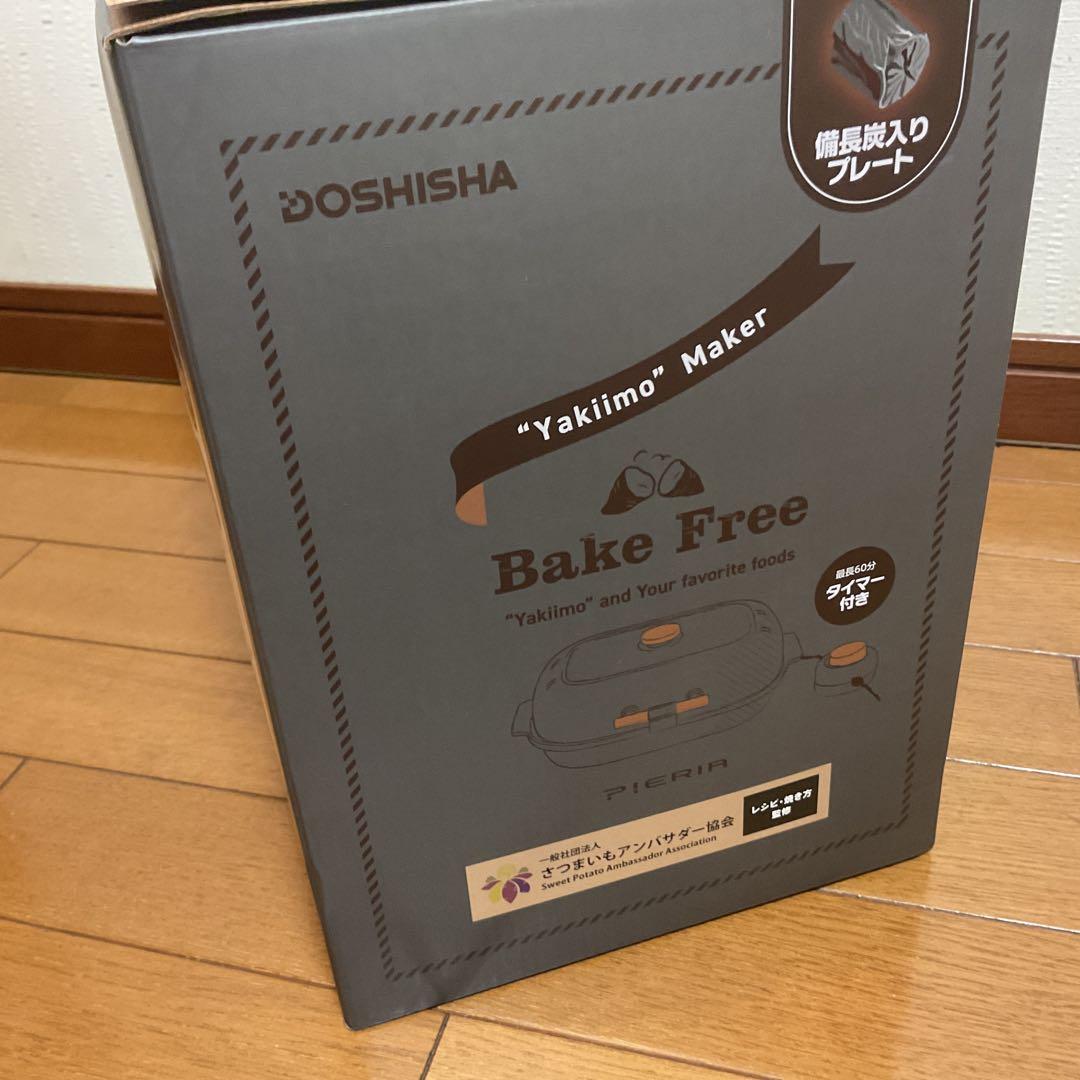 備長炭入り
プレート
DOSHISHA
“Yakiimo” Maker
Bake Free
“Yakiimo” and Your favorite foods
最長60分
タイマー
付き
PIERIA
一般社団法人
さつまいもアンバサダー協会
Sweet Potato Ambassador Association
レシピ・焼き方
監修